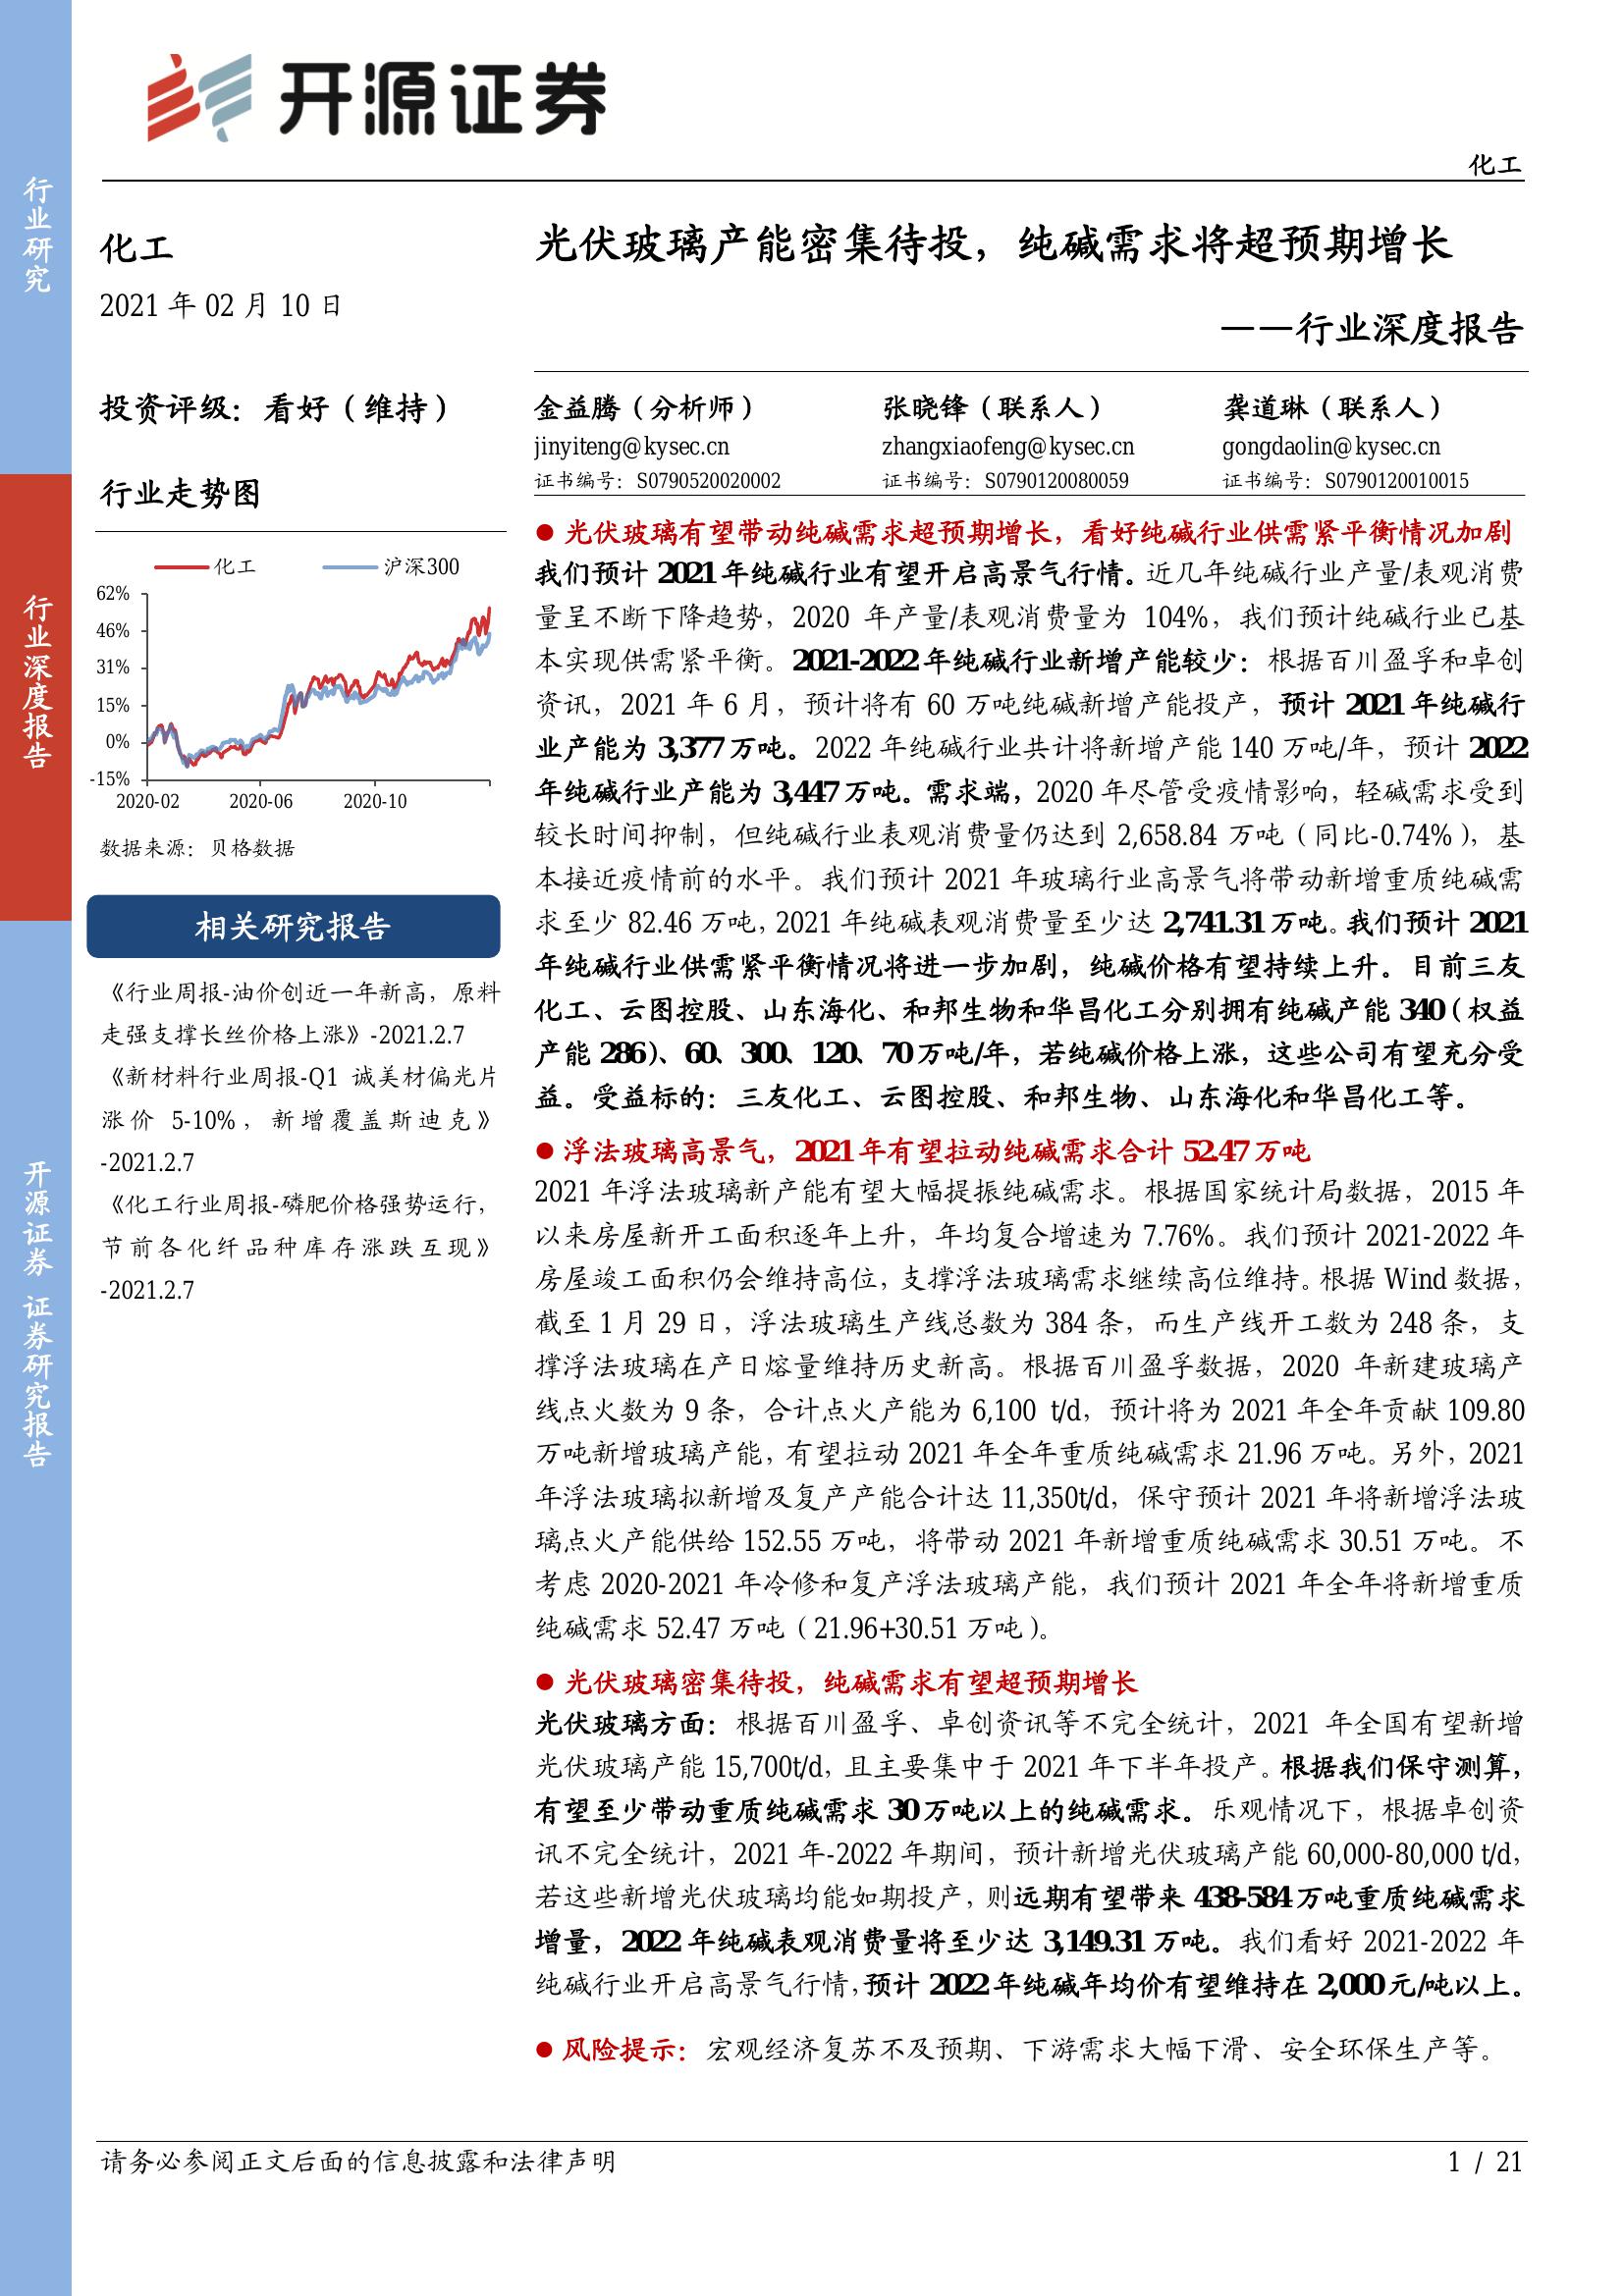 开源证券
化工
行业研究
行业深度报告
开源证券 证券研究报告
化工
2021 年 02 月 10 日
投资评级：看好（维持）
行业走势图
化工 沪深300
62%
46%
31%
15%
0%
-15%
2020-02 2020-06 2020-10
数据来源：贝格数据
相关研究报告
《行业周报-油价创近一年新高，原料
走强支撑长丝价格上涨》-2021.2.7
《新材料行业周报-Q1 诚美材偏光片
涨价 5-10%，新增覆盖斯迪克》
-2021.2.7
《化工行业周报-磷肥价格强势运行，
节前各化纤品种库存涨跌互现》
-2021.2.7
光伏玻璃产能密集待投，纯碱需求将超预期增长
——行业深度报告
金益腾（分析师） 张晓锋（联系人） 龚道琳（联系人）
jinyiteng@kysec.cn zhangxiaofeng@kysec.cn gongdaolin@kysec.cn
证书编号：S0790520020002 证书编号：S0790120080059 证书编号：S0790120010015
● 光伏玻璃有望带动纯碱需求超预期增长，看好纯碱行业供需紧平衡情况加剧
我们预计 2021 年纯碱行业有望开启高景气行情。近几年纯碱行业产量/表观消费
量呈不断下降趋势，2020 年产量/表观消费量为 104%，我们预计纯碱行业已基
本实现供需紧平衡。2021-2022 年纯碱行业新增产能较少：根据百川盈孚和卓创
资讯，2021 年 6 月，预计将有 60 万吨纯碱新增产能投产，预计 2021 年纯碱行
业产能为 3,377 万吨。2022 年纯碱行业共计将新增产能 140 万吨/年，预计 2022
年纯碱行业产能为 3,447 万吨。需求端，2020 年尽管受疫情影响，轻碱需求受到
较长时间抑制，但纯碱行业表观消费量仍达到 2,658.84 万吨（同比-0.74%），基
本接近疫情前的水平。我们预计 2021 年玻璃行业高景气将带动新增重质纯碱需
求至少 82.46 万吨，2021 年纯碱表观消费量至少达 2,741.31 万吨。我们预计 2021
年纯碱行业供需紧平衡情况将进一步加剧，纯碱价格有望持续上升。目前三友
化工、云图控股、山东海化、和邦生物和华昌化工分别拥有纯碱产能 340（权益
产能 286）、60、300、120、70 万吨/年，若纯碱价格上涨，这些公司有望充分受
益。受益标的：三友化工、云图控股、和邦生物、山东海化和华昌化工等。
● 浮法玻璃高景气，2021 年有望拉动纯碱需求合计 52.47 万吨
2021 年浮法玻璃新产能有望大幅提振纯碱需求。根据国家统计局数据，2015 年
以来房屋新开工面积逐年上升，年均复合增速为 7.76%。我们预计 2021-2022 年
房屋竣工面积仍会维持高位，支撑浮法玻璃需求继续高位维持。根据 Wind 数据，
截至 1 月 29 日，浮法玻璃生产线总数为 384 条，而生产线开工数为 248 条，支
撑浮法玻璃在产日熔量维持历史新高。根据百川盈孚数据，2020 年新建玻璃产
线点火数为 9 条，合计点火产能为 6,100 t/d，预计将为 2021 年全年贡献 109.80
万吨新增玻璃产能，有望拉动 2021 年全年重质纯碱需求 21.96 万吨。另外，2021
年浮法玻璃拟新增及复产产能合计达 11,350t/d，保守预计 2021 年将新增浮法玻
璃点火产能供给 152.55 万吨，将带动 2021 年新增重质纯碱需求 30.51 万吨。不
考虑 2020-2021 年冷修和复产浮法玻璃产能，我们预计 2021 年全年将新增重质
纯碱需求 52.47 万吨（21.96+30.51 万吨）。
● 光伏玻璃密集待投，纯碱需求有望超预期增长
光伏玻璃方面：根据百川盈孚、卓创资讯等不完全统计，2021 年全国有望新增
光伏玻璃产能 15,700t/d，且主要集中于 2021 年下半年投产。根据我们保守测算，
有望至少带动重质纯碱需求 30 万吨以上的纯碱需求。乐观情况下，根据卓创资
讯不完全统计，2021 年-2022 年期间，预计新增光伏玻璃产能 60,000-80,000 t/d，
若这些新增光伏玻璃均能如期投产，则远期有望带来 438-584 万吨重质纯碱需求
增量，2022 年纯碱表观消费量将至少达 3,149.31 万吨。我们看好 2021-2022 年
纯碱行业开启高景气行情，预计 2022 年纯碱年均价有望维持在 2,000 元/吨以上。
● 风险提示：宏观经济复苏不及预期、下游需求大幅下滑、安全环保生产等。
请务必参阅正文后面的信息披露和法律声明 1 / 21